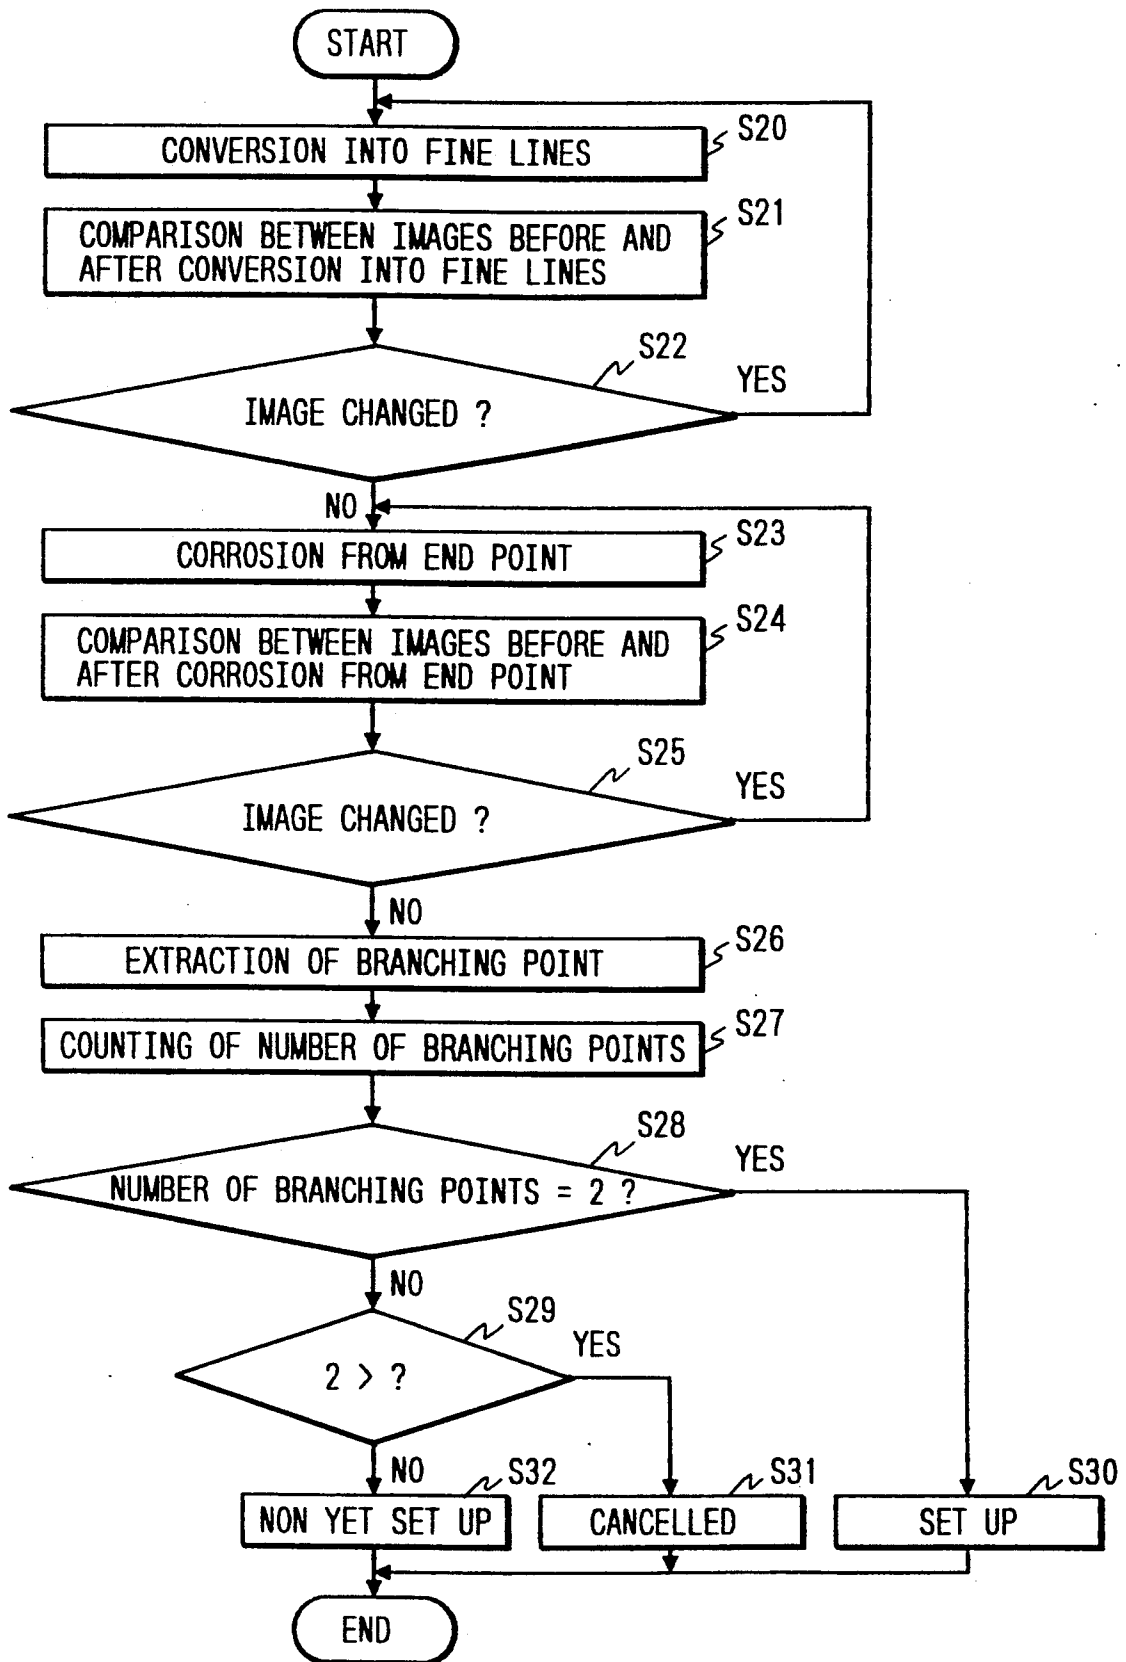 START
CONVERSION INTO FINE LINES
S20
COMPARISON BETWEEN IMAGES BEFORE AND
AFTER CONVERSION INTO FINE LINES
S21
S22
IMAGE CHANGED ?
YES
NO
CORROSION FROM END POINT
S23
COMPARISON BETWEEN IMAGES BEFORE AND
AFTER CORROSION FROM END POINT
S24
S25
IMAGE CHANGED ?
YES
NO
EXTRACTION OF BRANCHING POINT
S26
COUNTING OF NUMBER OF BRANCHING POINTS
S27
S28
NUMBER OF BRANCHING POINTS = 2 ?
YES
NO
S29
2 > ?
YES
NO
S32
NON YET SET UP
S31
CANCELLED
S30
SET UP
END